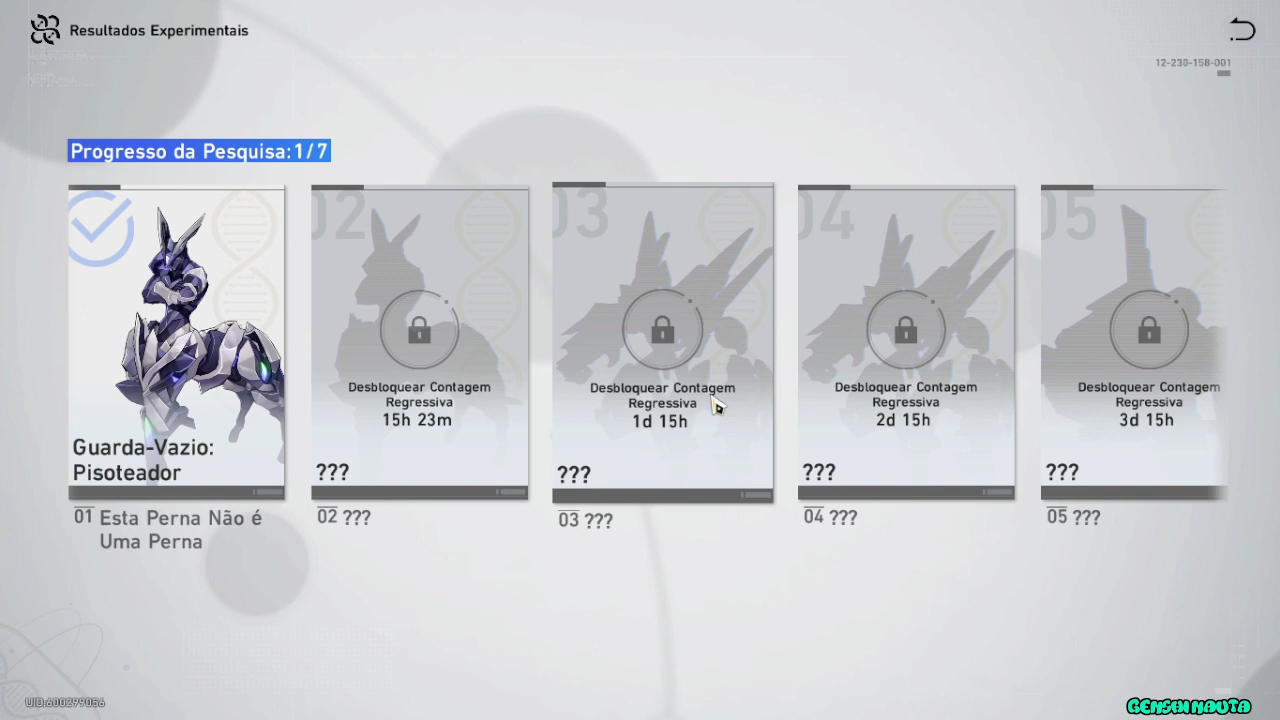 Resultados Experimentais
12-230-158-001
Progresso da Pesquisa: 1/7
Guarda-Vazio:
Pisoteador
01 Esta Perna Não é
Uma Perna
02
Desbloquear Contagem
Regressiva
15h 23m
???
02 ???
03
Desbloquear Contagem
Regressiva
1d 15h
???
03 ???
04
Desbloquear Contagem
Regressiva
2d 15h
???
04 ???
05
Desbloquear Contagem
Regressiva
3d 15h
???
05 ???
UID:600299056
GENSHINAUTA